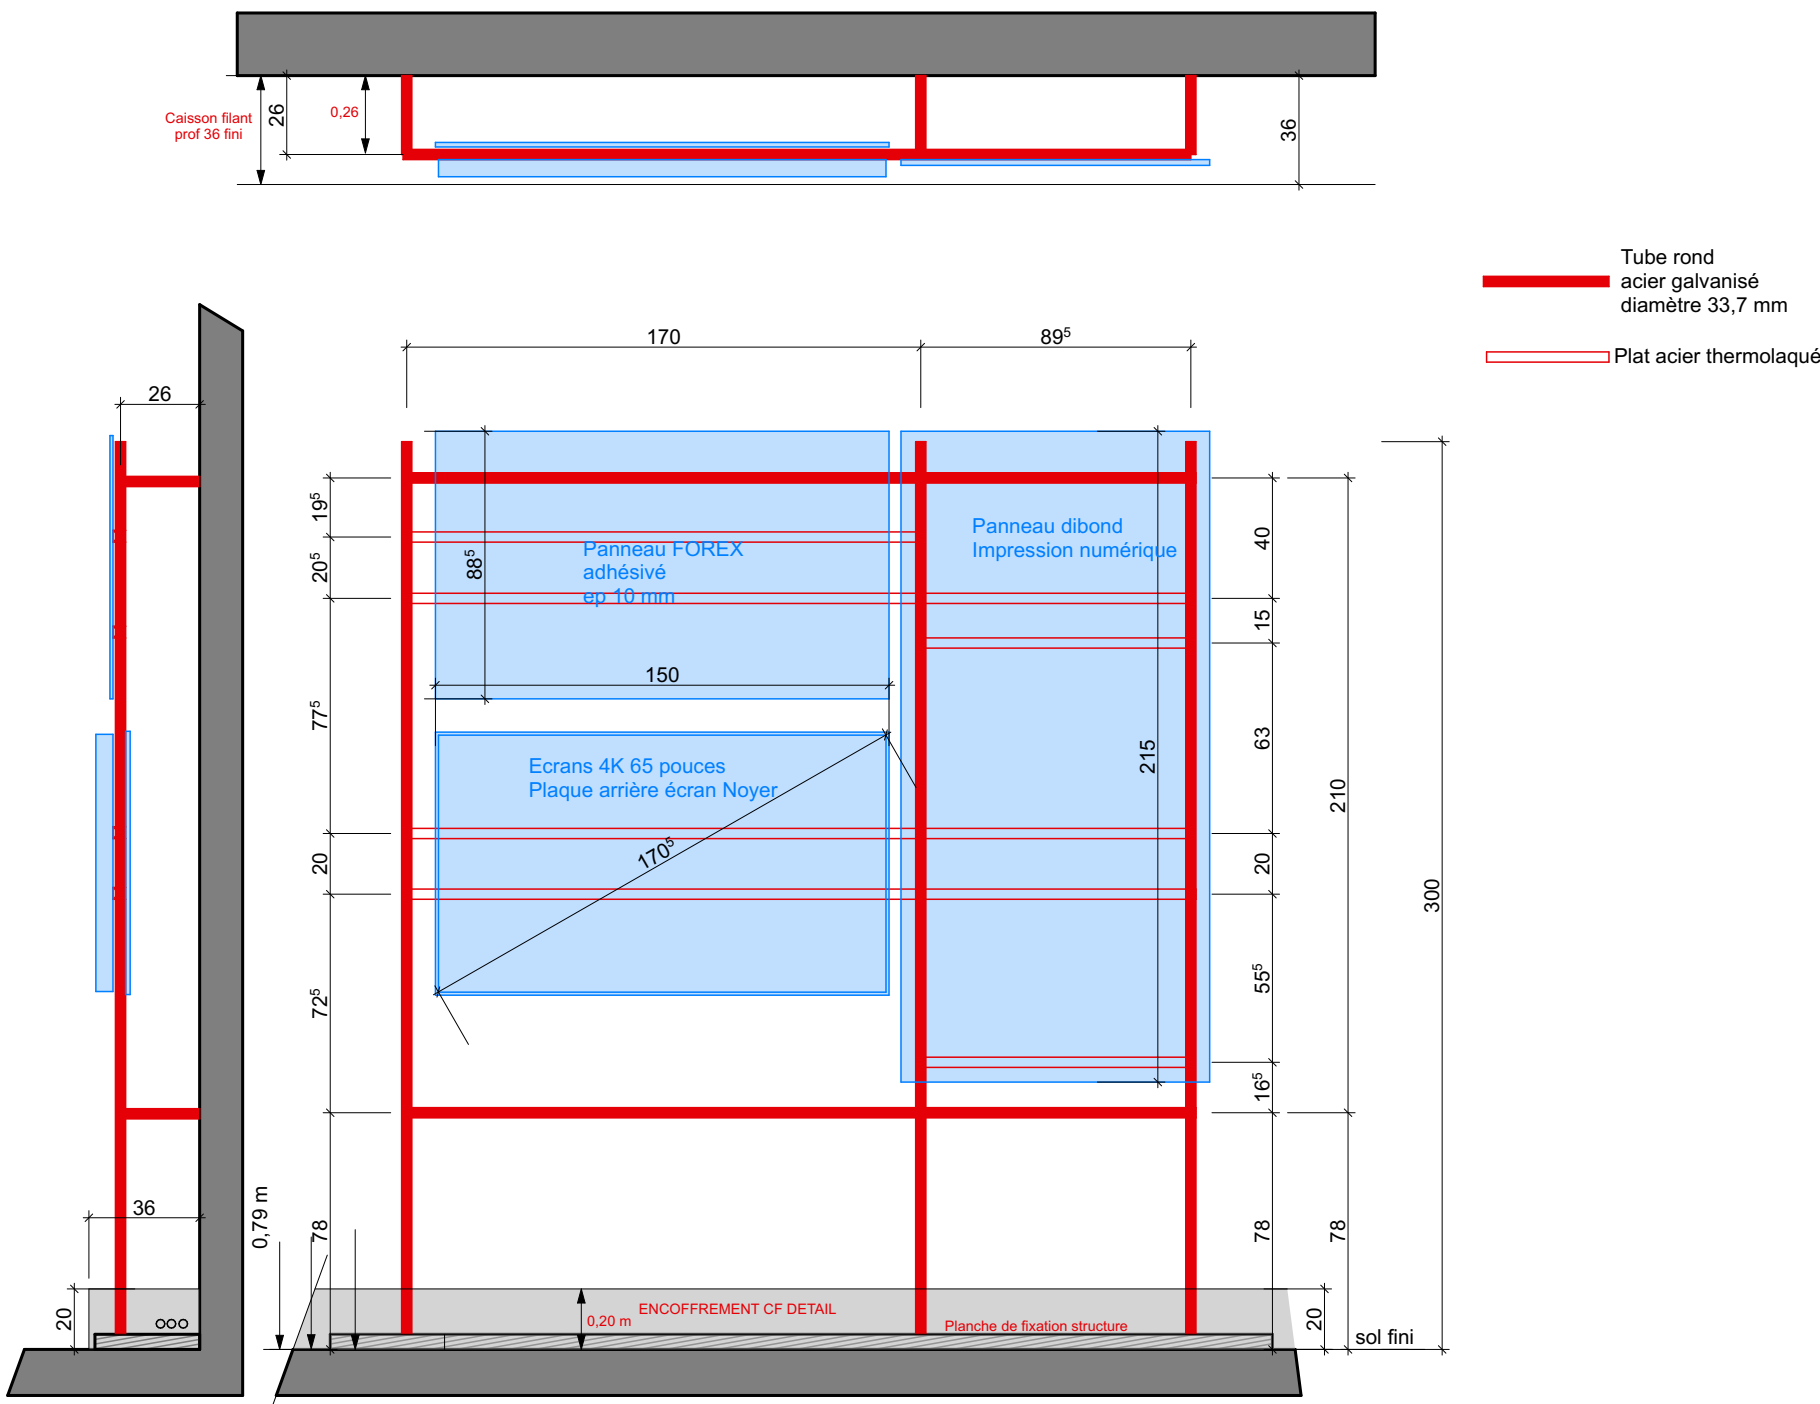 Caisson filant
prof 36 fini
26
0,26
36
Tube rond
acier galvanisé
diamètre 33,7 mm
Plat acier thermolaqué
170
89⁵
26
19⁵
20⁵
77⁵
20
72⁵
78
88⁵
Panneau FOREX
adhésivé
ep 10 mm
150
Panneau dibond
Impression numérique
215
Ecrans 4K 65 pouces
Plaque arrière écran Noyer
170⁵
40
15
63
20
55⁵
16⁵
78
210
78
300
36
0,79 m
20
0,20 m
ENCOFFREMENT CF DETAIL
Planche de fixation structure
20
sol fini